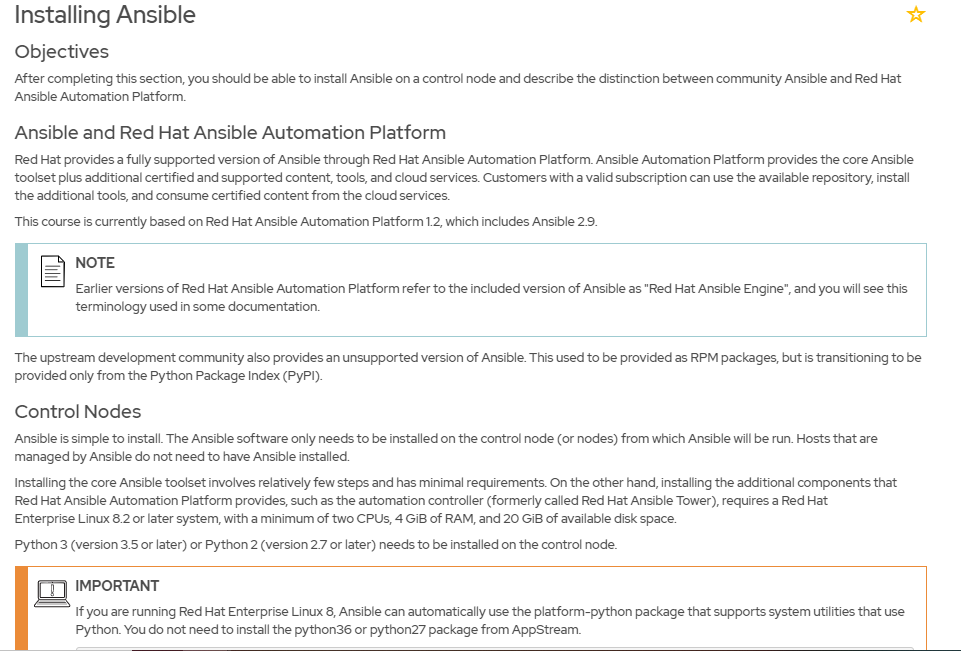 Installing Ansible
Objectives
After completing this section, you should be able to install Ansible on a control node and describe the distinction between community Ansible and Red Hat
Ansible Automation Platform.
Ansible and Red Hat Ansible Automation Platform
Red Hat provides a fully supported version of Ansible through Red Hat Ansible Automation Platform. Ansible Automation Platform provides the core Ansible
toolset plus additional certified and supported content, tools, and cloud services. Customers with a valid subscription can use the available repository, install
the additional tools, and consume certified content from the cloud services.
This course is currently based on Red Hat Ansible Automation Platform 1.2, which includes Ansible 2.9.
NOTE
Earlier versions of Red Hat Ansible Automation Platform refer to the included version of Ansible as "Red Hat Ansible Engine", and you will see this
terminology used in some documentation.
The upstream development community also provides an unsupported version of Ansible. This used to be provided as RPM packages, but is transitioning to be
provided only from the Python Package Index (PyPI).
Control Nodes
Ansible is simple to install. The Ansible software only needs to be installed on the control node (or nodes) from which Ansible will be run. Hosts that are
managed by Ansible do not need to have Ansible installed.
Installing the core Ansible toolset involves relatively few steps and has minimal requirements. On the other hand, installing the additional components that
Red Hat Ansible Automation Platform provides, such as the automation controller (formerly called Red Hat Ansible Tower), requires a Red Hat
Enterprise Linux 8.2 or later system, with a minimum of two CPUs, 4 GiB of RAM, and 20 GiB of available disk space.
Python 3 (version 3.5 or later) or Python 2 (version 2.7 or later) needs to be installed on the control node.
IMPORTANT
If you are running Red Hat Enterprise Linux 8, Ansible can automatically use the platform-python package that supports system utilities that use
Python. You do not need to install the python36 or python27 package from AppStream.